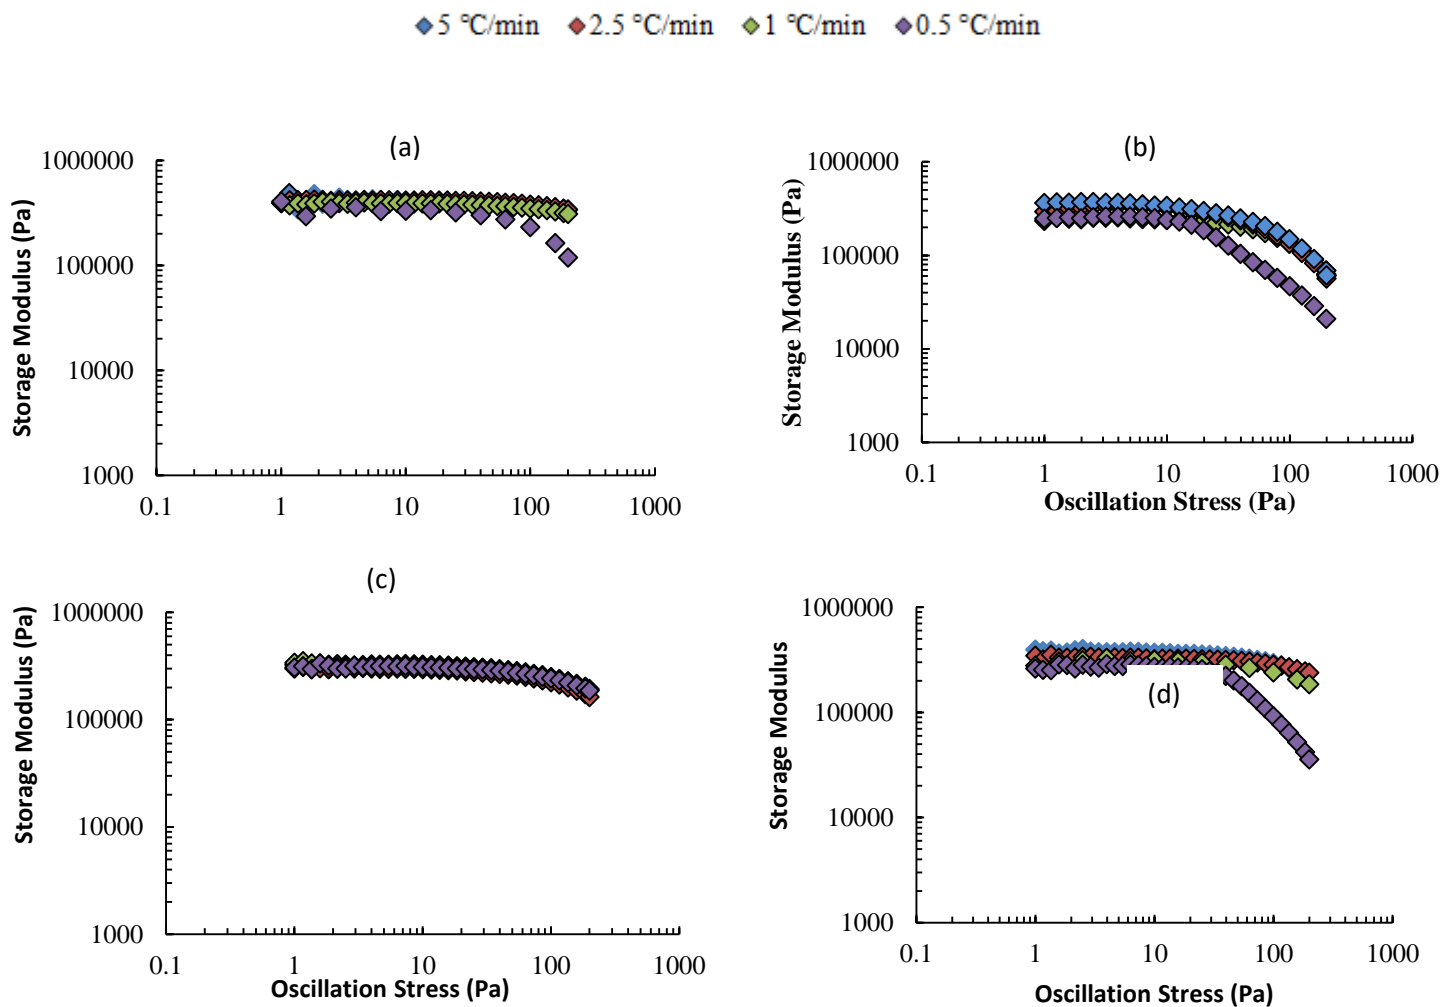 5 °C/min 2.5 °C/min 1 °C/min 0.5 °C/min
(a)
Storage Modulus (Pa)
1000000
100000
10000
1000
0.1 1 10 100 1000
(b)
Storage Modulus (Pa)
1000000
100000
10000
1000
0.1 1 10 100 1000
Oscillation Stress (Pa)
(c)
Storage Modulus (Pa)
1000000
100000
10000
1000
0.1 1 10 100 1000
Oscillation Stress (Pa)
(d)
Storage Modulus
1000000
100000
10000
1000
0.1 1 10 100 1000
Oscillation Stress (Pa)